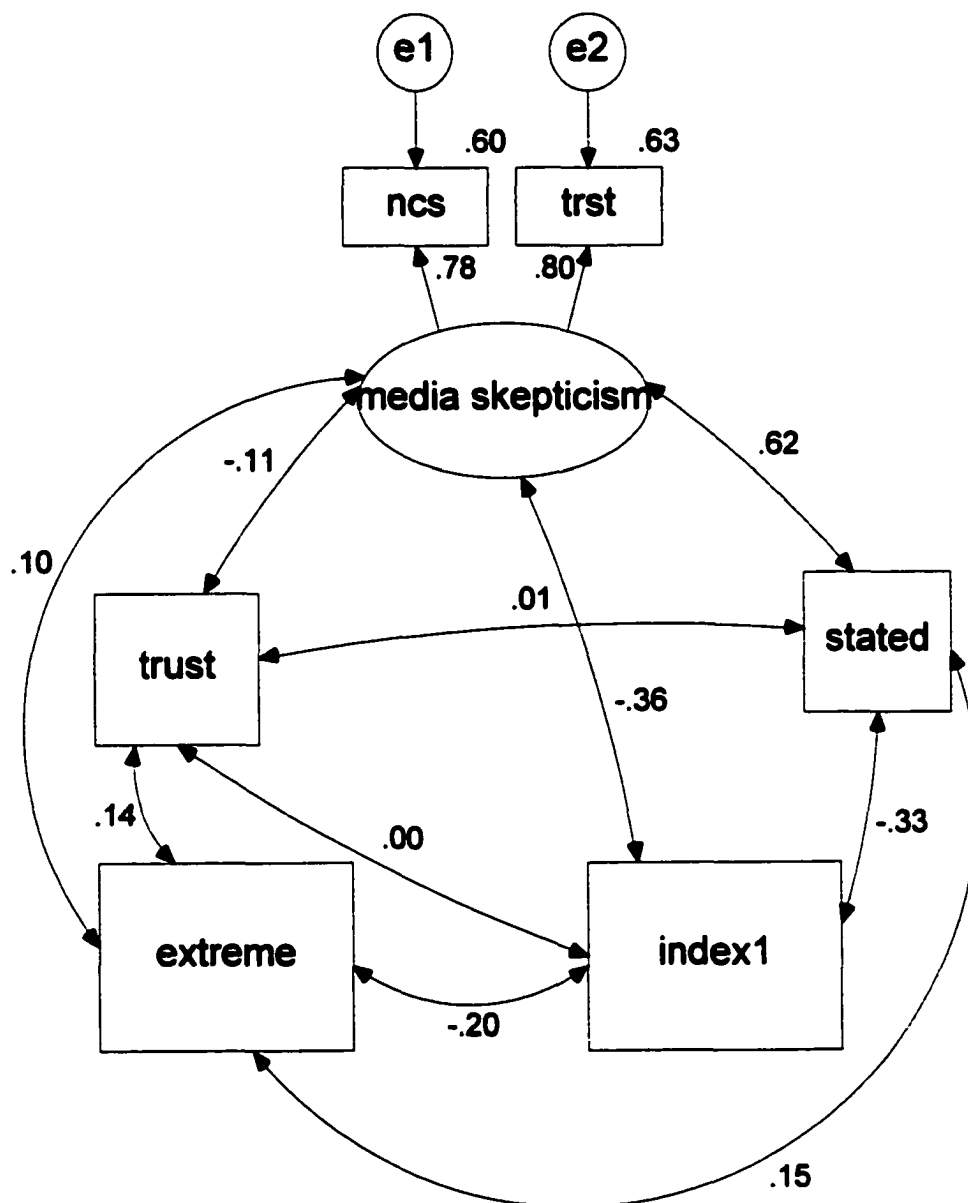 e1 e2
.60 .63
ncs trst
.78 .80
media skepticism
-.11 .62
.10
.01
trust stated
-.36
.14 .00 -.33
extreme index1
-.20
.15